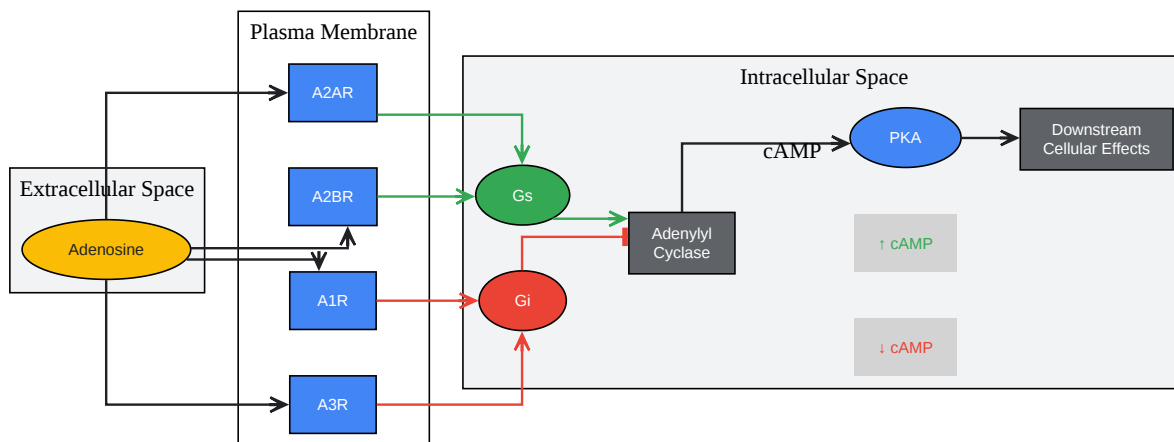 Plasma Membrane
Extracellular Space
Adenosine
A2AR
A2BR
A1R
A3R
Intracellular Space
Gs
Gi
Adenylyl
Cyclase
cAMP
PKA
Downstream
Cellular Effects
↑ cAMP
↓ cAMP